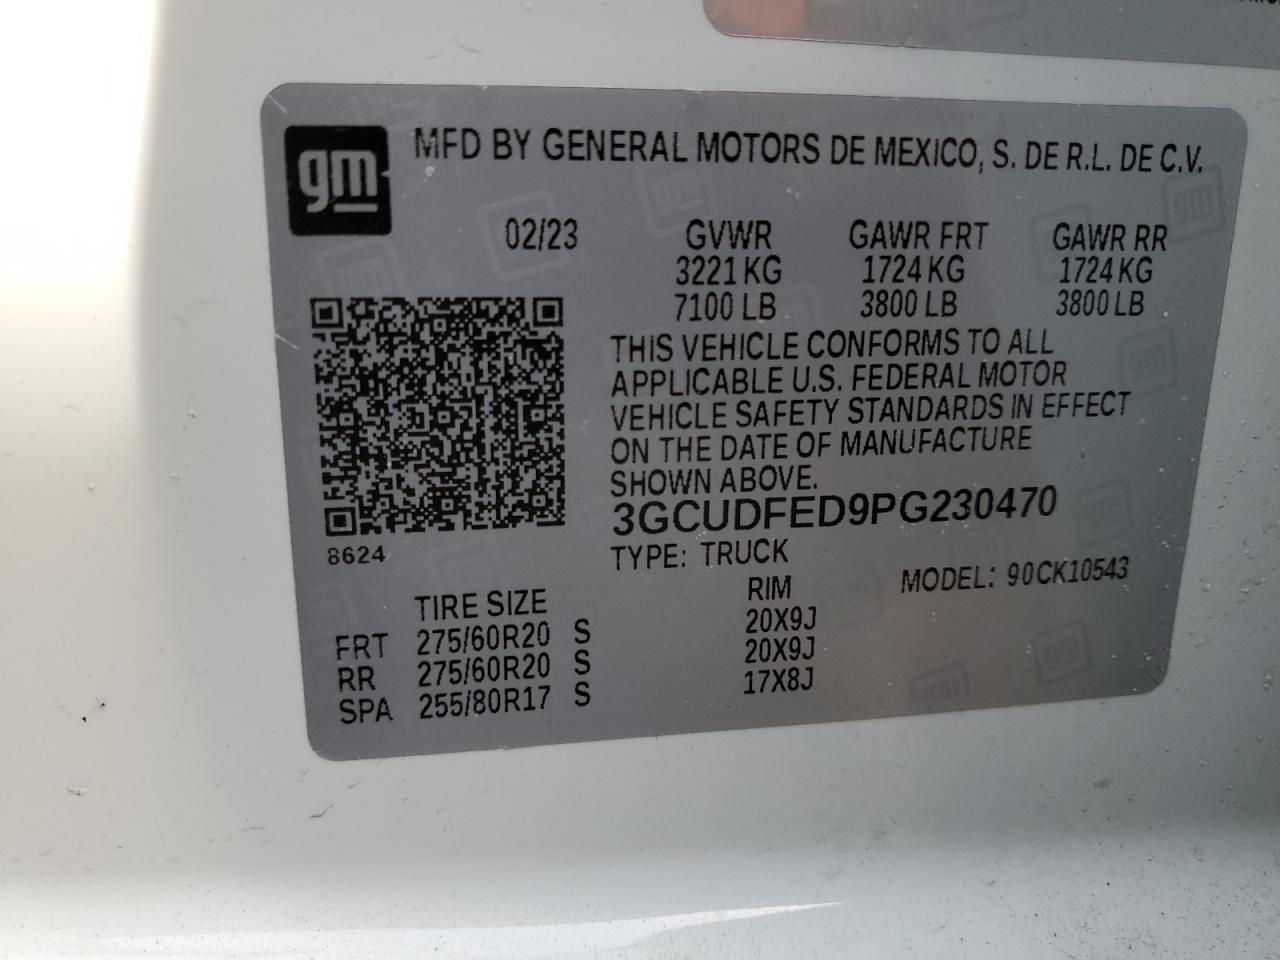 gm
MFD BY GENERAL MOTORS DE MEXICO, S. DE R.L. DE C.V.
02/23 GVWR GAWR FRT GAWR RR
3221 KG 1724 KG 1724 KG
7100 LB 3800 LB 3800 LB
THIS VEHICLE CONFORMS TO ALL
APPLICABLE U.S. FEDERAL MOTOR
VEHICLE SAFETY STANDARDS IN EFFECT
ON THE DATE OF MANUFACTURE
SHOWN ABOVE.
3GCUDFED9PG230470
8624
TYPE: TRUCK
MODEL: 90CK10543
TIRE SIZE RIM
FRT 275/60R20 S 20X9J
RR 275/60R20 S 20X9J
SPA 255/80R17 S 17X8J